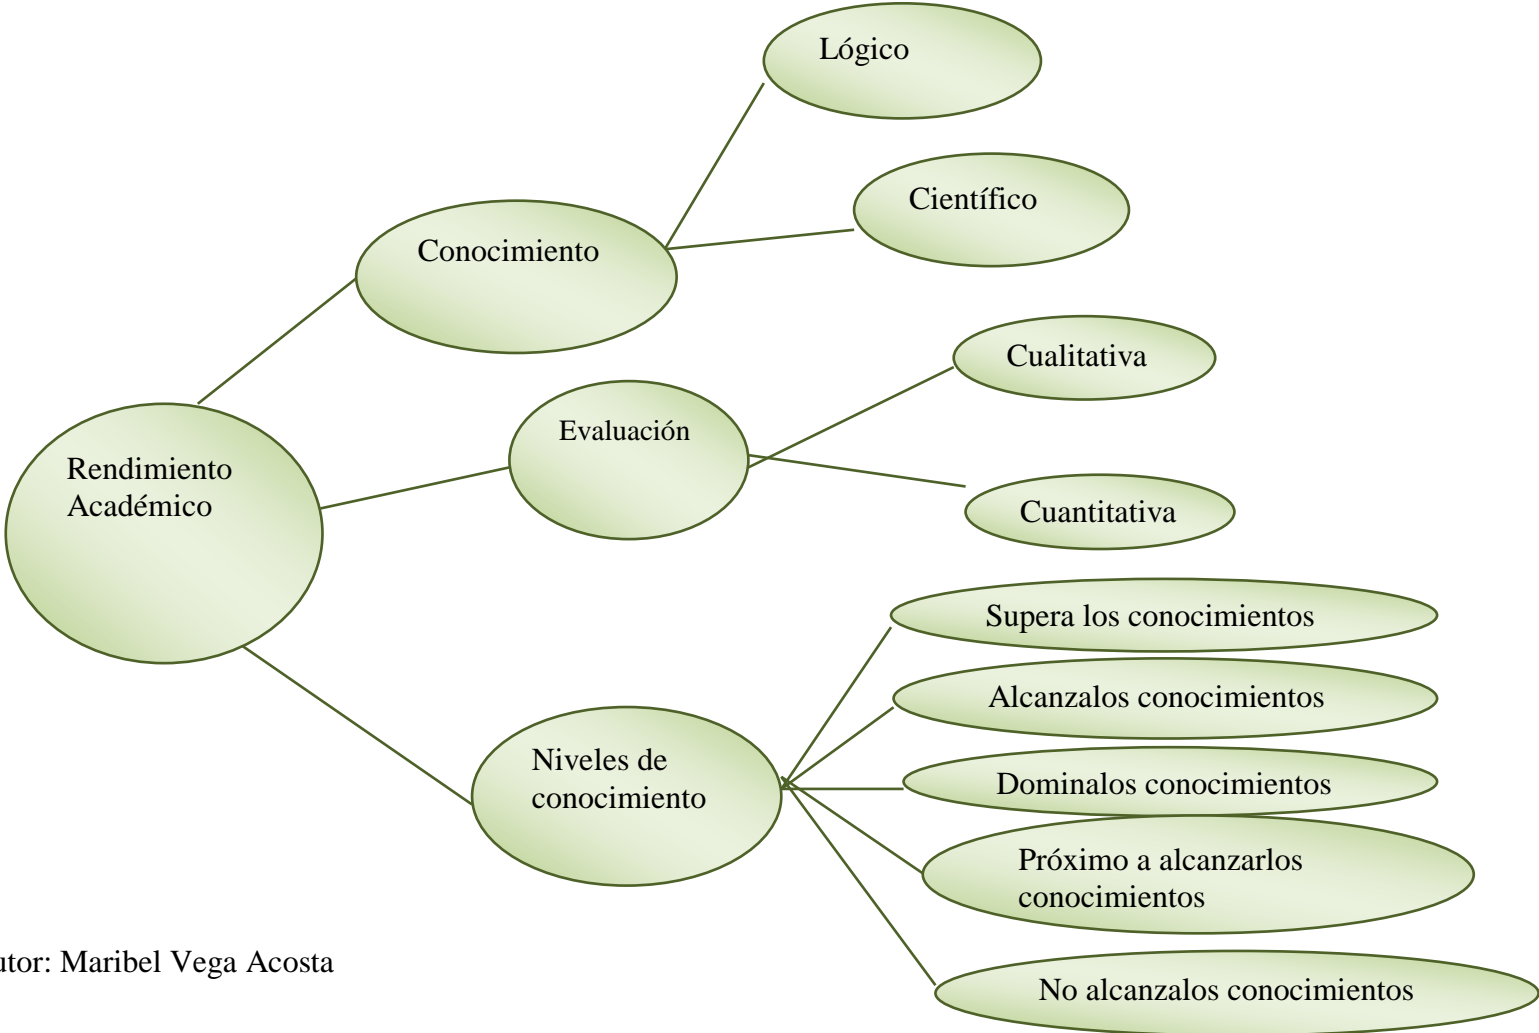 Lógico
Científico
Conocimiento
Cualitativa
Evaluación
Rendimiento
Académico
Cuantitativa
Supera los conocimientos
Alcanzalos conocimientos
Dominalos conocimientos
Niveles de
conocimiento
Próximo a alcanzarlos
conocimientos
No alcanzalos conocimientos
utor: Maribel Vega Acosta